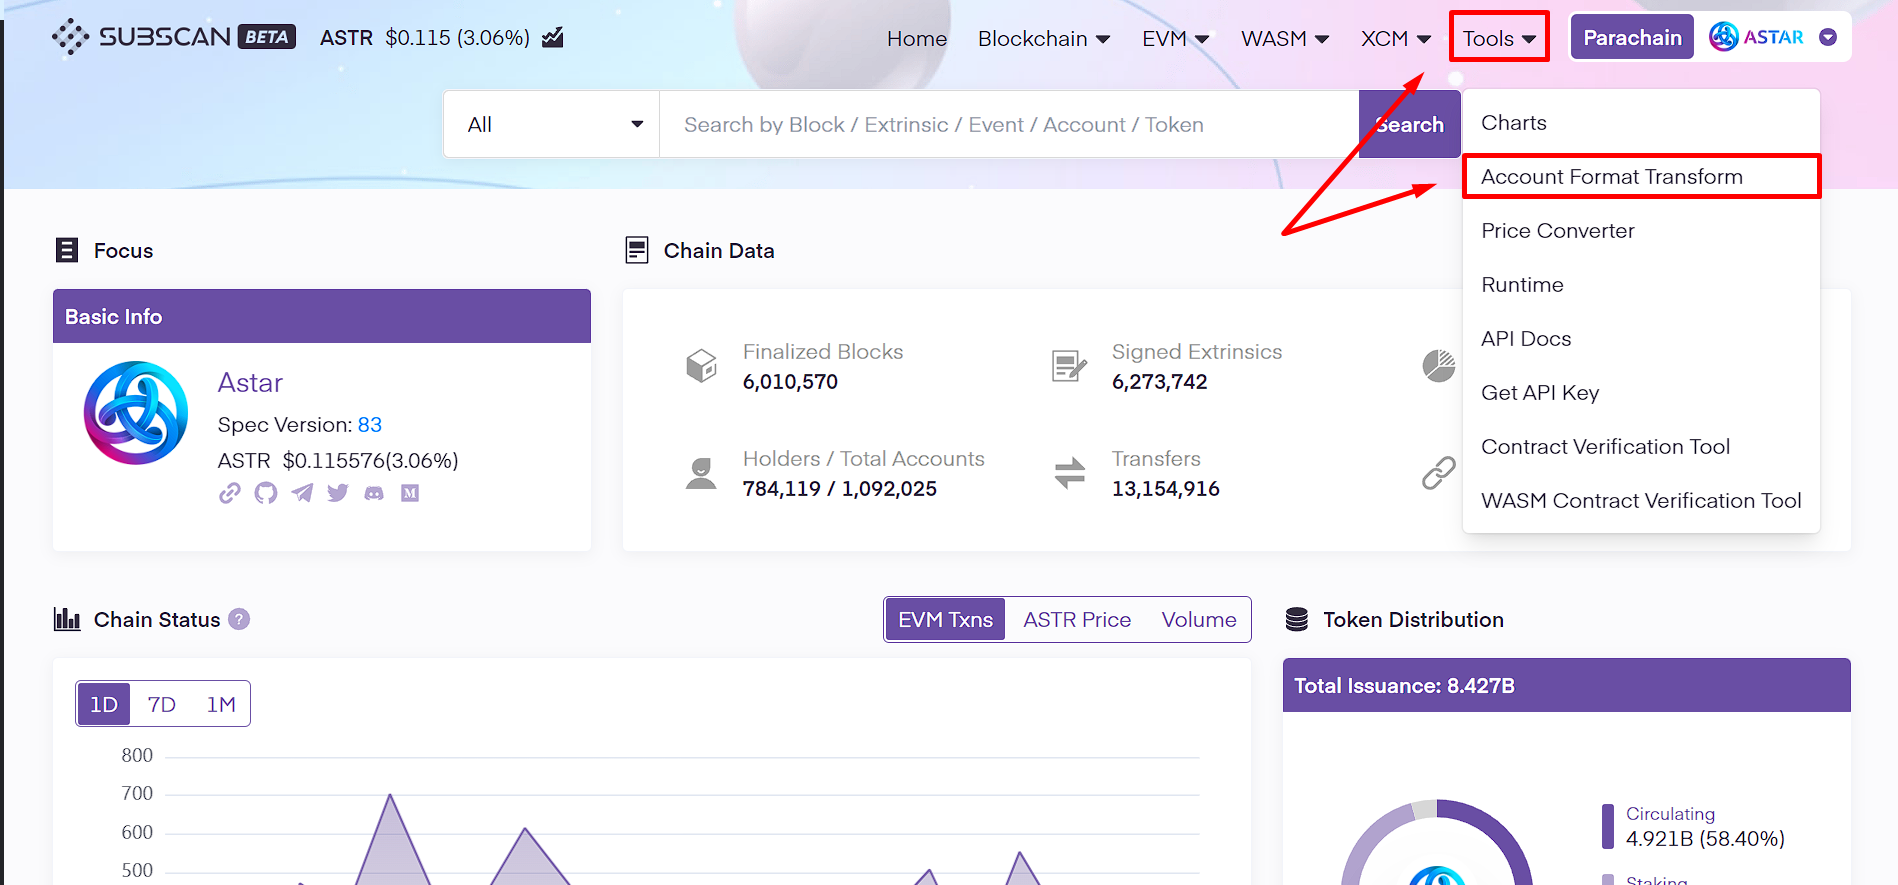 SUBSCAN BETA ASTR $0.115 (3.06%) Home Blockchain EVM WASM XCM Tools Parachain ASTAR
All Search by Block / Extrinsic / Event / Account / Token Search
Charts
Account Format Transform
Price Converter
Runtime
API Docs
Get API Key
Contract Verification Tool
WASM Contract Verification Tool
Focus
Basic Info
Astar
Spec Version: 83
ASTR $0.115576(3.06%)
M
Chain Data
Finalized Blocks
6,010,570
Signed Extrinsics
6,273,742
Holders / Total Accounts
784,119 / 1,092,025
Transfers
13,154,916
Chain Status ?
EVM Txns ASTR Price Volume
1D 7D 1M
800
700
600
500
Token Distribution
Total Issuance: 8.427B
Circulating
4.921B (58.40%)
Staking